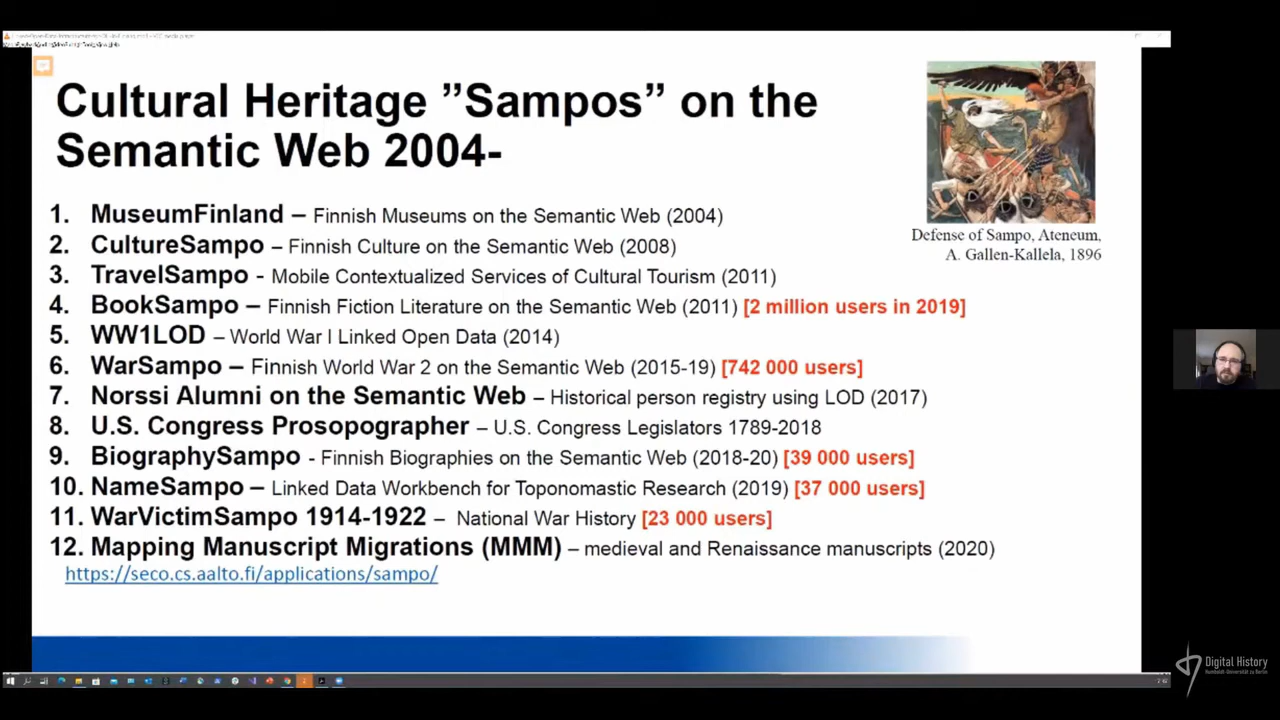 Cultural Heritage ”Sampos” on the
Semantic Web 2004-
1. MuseumFinland – Finnish Museums on the Semantic Web (2004)
2. CultureSampo – Finnish Culture on the Semantic Web (2008)
3. TravelSampo - Mobile Contextualized Services of Cultural Tourism (2011)
4. BookSampo – Finnish Fiction Literature on the Semantic Web (2011) [2 million users in 2019]
5. WW1LOD – World War I Linked Open Data (2014)
6. WarSampo – Finnish World War 2 on the Semantic Web (2015-19) [742 000 users]
7. Norssi Alumni on the Semantic Web – Historical person registry using LOD (2017)
8. U.S. Congress Prosopographer – U.S. Congress Legislators 1789-2018
9. BiographySampo - Finnish Biographies on the Semantic Web (2018-20) [39 000 users]
10. NameSampo – Linked Data Workbench for Toponomastic Research (2019) [37 000 users]
11. WarVictimSampo 1914-1922 – National War History [23 000 users]
12. Mapping Manuscript Migrations (MMM) – medieval and Renaissance manuscripts (2020)
https://seco.cs.aalto.fi/applications/sampo/
Defense of Sampo, Ateneum,
A. Gallen-Kallela, 1896
Digital History
Humboldt-Universität zu Berlin